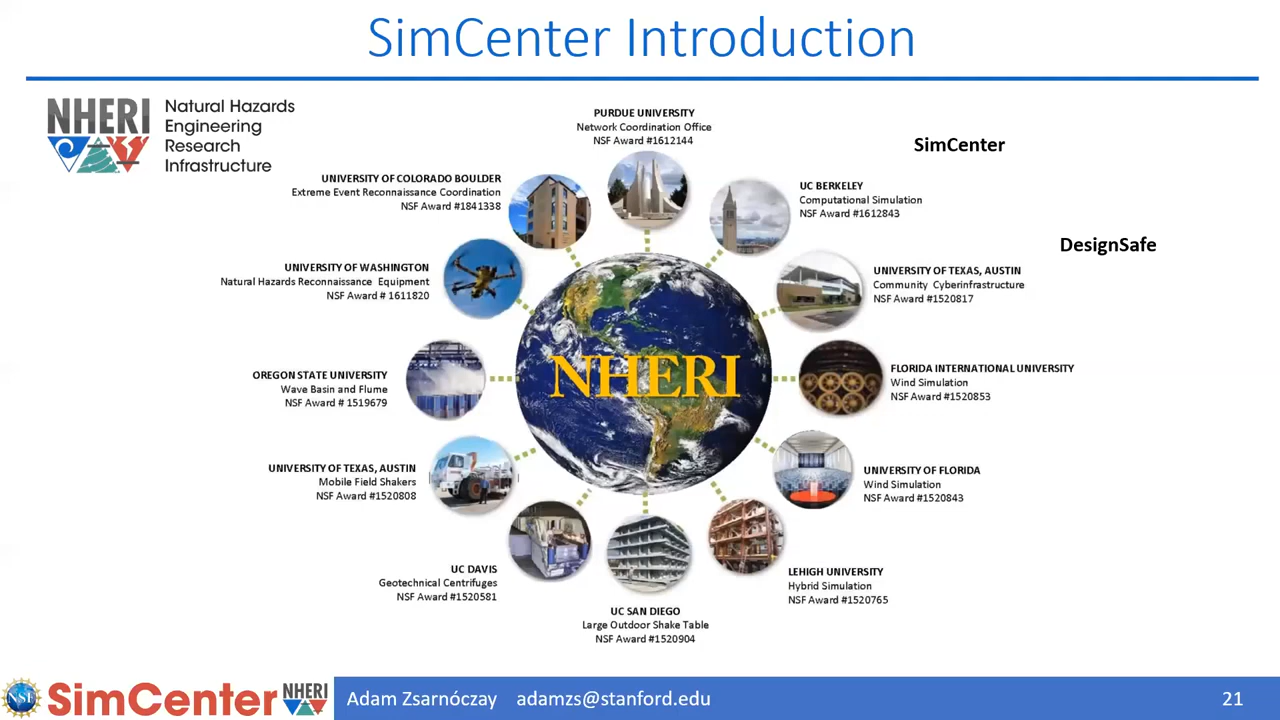 SimCenter Introduction
NHERI
Natural Hazards
Engineering
Research
Infrastructure
PURDUE UNIVERSITY
Network Coordination Office
NSF Award #1612144
SimCenter
UNIVERSITY OF COLORADO BOULDER
Extreme Event Reconnaissance Coordination
NSF Award #1841338
UC BERKELEY
Computational Simulation
NSF Award #1612843
DesignSafe
UNIVERSITY OF WASHINGTON
Natural Hazards Reconnaissance Equipment
NSF Award # 1611820
UNIVERSITY OF TEXAS, AUSTIN
Community Cyberinfrastructure
NSF Award #1520817
NHERI
OREGON STATE UNIVERSITY
Wave Basin and Flume
NSF Award # 1519679
FLORIDA INTERNATIONAL UNIVERSITY
Wind Simulation
NSF Award #1520853
UNIVERSITY OF TEXAS, AUSTIN
Mobile Field Shakers
NSF Award #1520808
UNIVERSITY OF FLORIDA
Wind Simulation
NSF Award #1520843
UC DAVIS
Geotechnical Centrifuges
NSF Award #1520581
LEHIGH UNIVERSITY
Hybrid Simulation
NSF Award #1520765
UC SAN DIEGO
Large Outdoor Shake Table
NSF Award #1520904
NSF
SimCenter
NHERI
Adam Zsarnóczay adamzs@stanford.edu
21